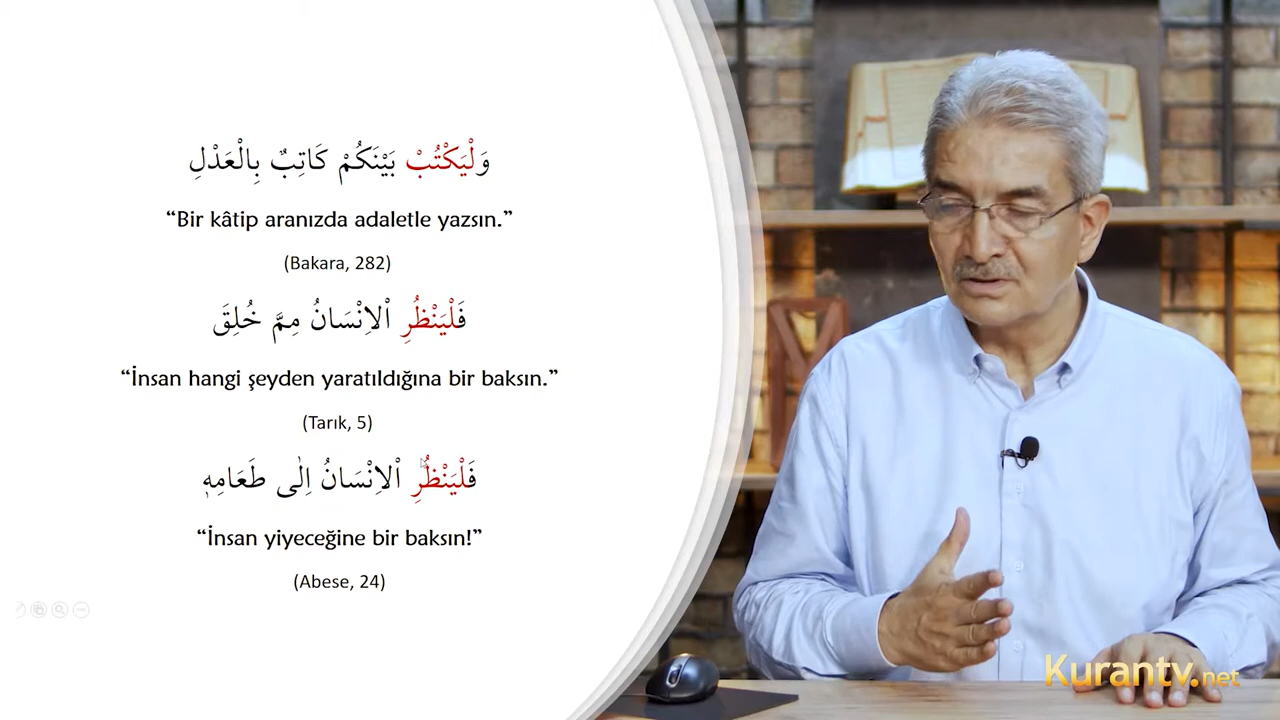 وَلْيَكْتُبْ بَيْنَكُمْ كَاتِبٌ بِالْعَدْلِ
“Bir kâtip aranızda adaletle yazsın.”
(Bakara, 282)
فَلْيَنْظُرِ الْاِنْسَانُ مِمَّ خُلِقَ
“İnsan hangi şeyden yaratıldığına bir baksın.”
(Tarık, 5)
فَلْيَنْظُرِ الْاِنْسَانُ اِلٰى طَعَامِهٖ
“İnsan yiyeceğine bir baksın!”
(Abese, 24)
Kurantv.net